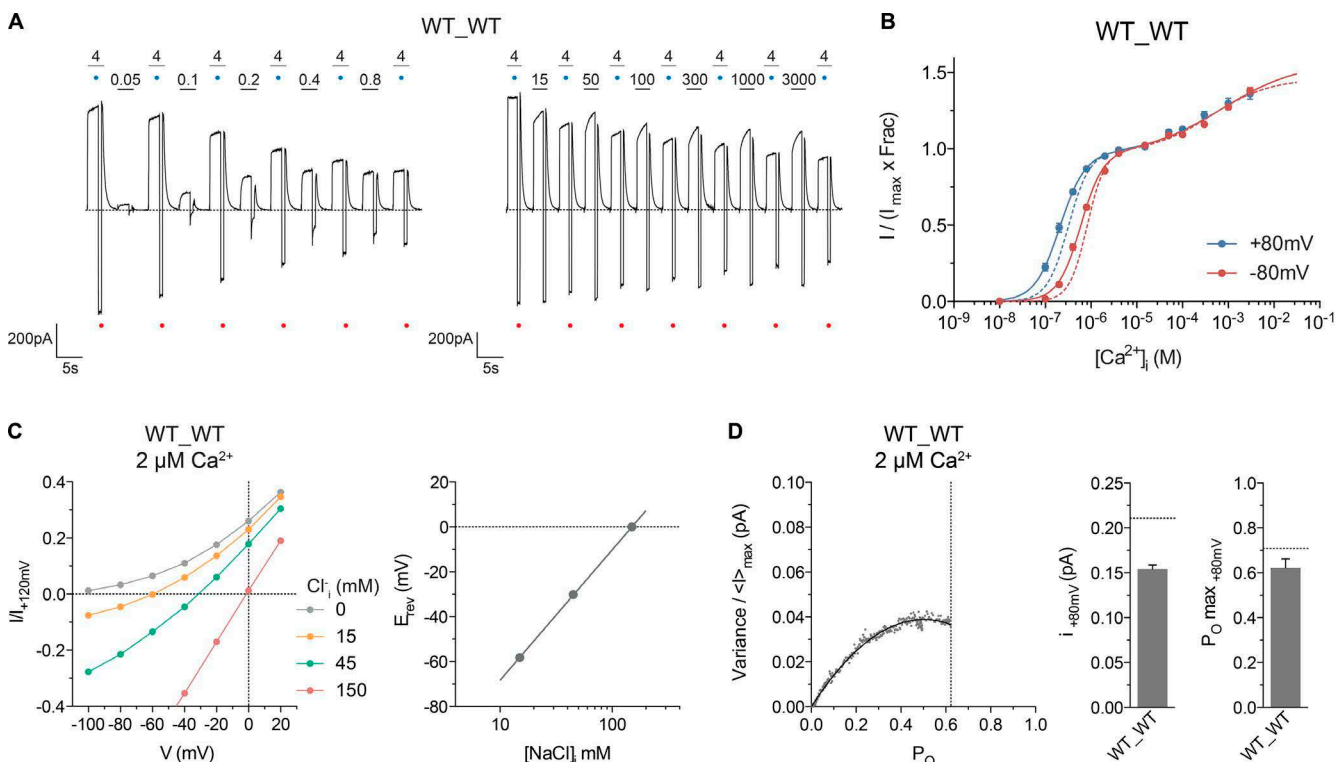 A
WT_WT
4 4 4 4 4 4 4 4 4 4 4 4 4
0.05 0.1 0.2 0.4 0.8 15 50 100 300 1000 3000
200pA
5s
200pA
5s
B
WT_WT
I / (Imax x Frac)
1.5
1.0
0.5
0.0
+80mV
-80mV
10-9 10-8 10-7 10-6 10-5 10-4 10-3 10-2 10-1
[Ca2+]i (M)
C
WT_WT
2 µM Ca2+
I/I+120mV
0.4
0.2
0.0
-0.2
-0.4
-100 -80 -60 -40 -20 0 20
V (mV)
Cl-i (mM)
0
15
45
150
Erev (mV)
20
0
-20
-40
-60
-80
10 100
[NaCl]i mM
D
WT_WT
2 µM Ca2+
Variance / <I>max (pA)
0.10
0.08
0.06
0.04
0.02
0.00
0.0 0.2 0.4 0.6 0.8 1.0
PO
i+80mV (pA)
0.25
0.20
0.15
0.10
0.05
0.00
WT_WT
PO max +80mV
1.0
0.8
0.6
0.4
0.2
0.0
WT_WT